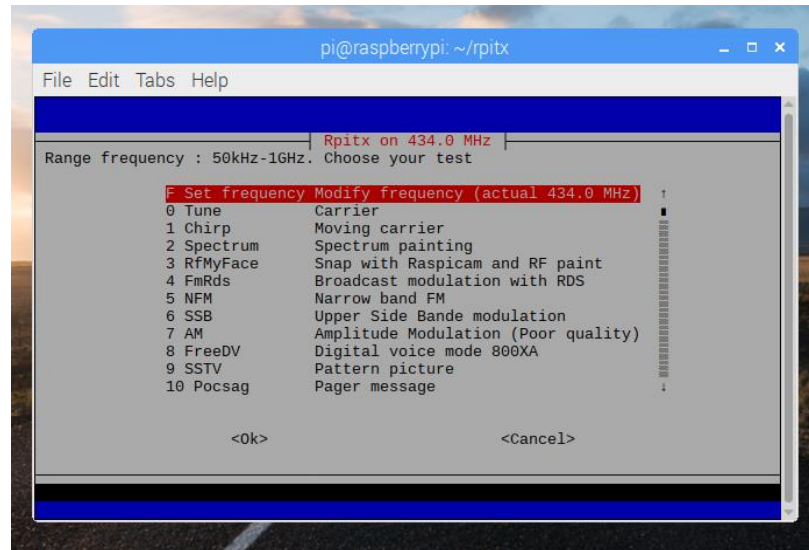 pi@raspberrypi: ~/rpitx
File Edit Tabs Help
Rpitx on 434.0 MHz
Range frequency : 50kHz-1GHz. Choose your test
F Set frequency Modify frequency (actual 434.0 MHz)
0 Tune Carrier
1 Chirp Moving carrier
2 Spectrum Spectrum painting
3 RfMyFace Snap with Raspicam and RF paint
4 FmRds Broadcast modulation with RDS
5 NFM Narrow band FM
6 SSB Upper Side Bande modulation
7 AM Amplitude Modulation (Poor quality)
8 FreeDV Digital voice mode 800XA
9 SSTV Pattern picture
10 Pocsag Pager message
<Ok> <Cancel>